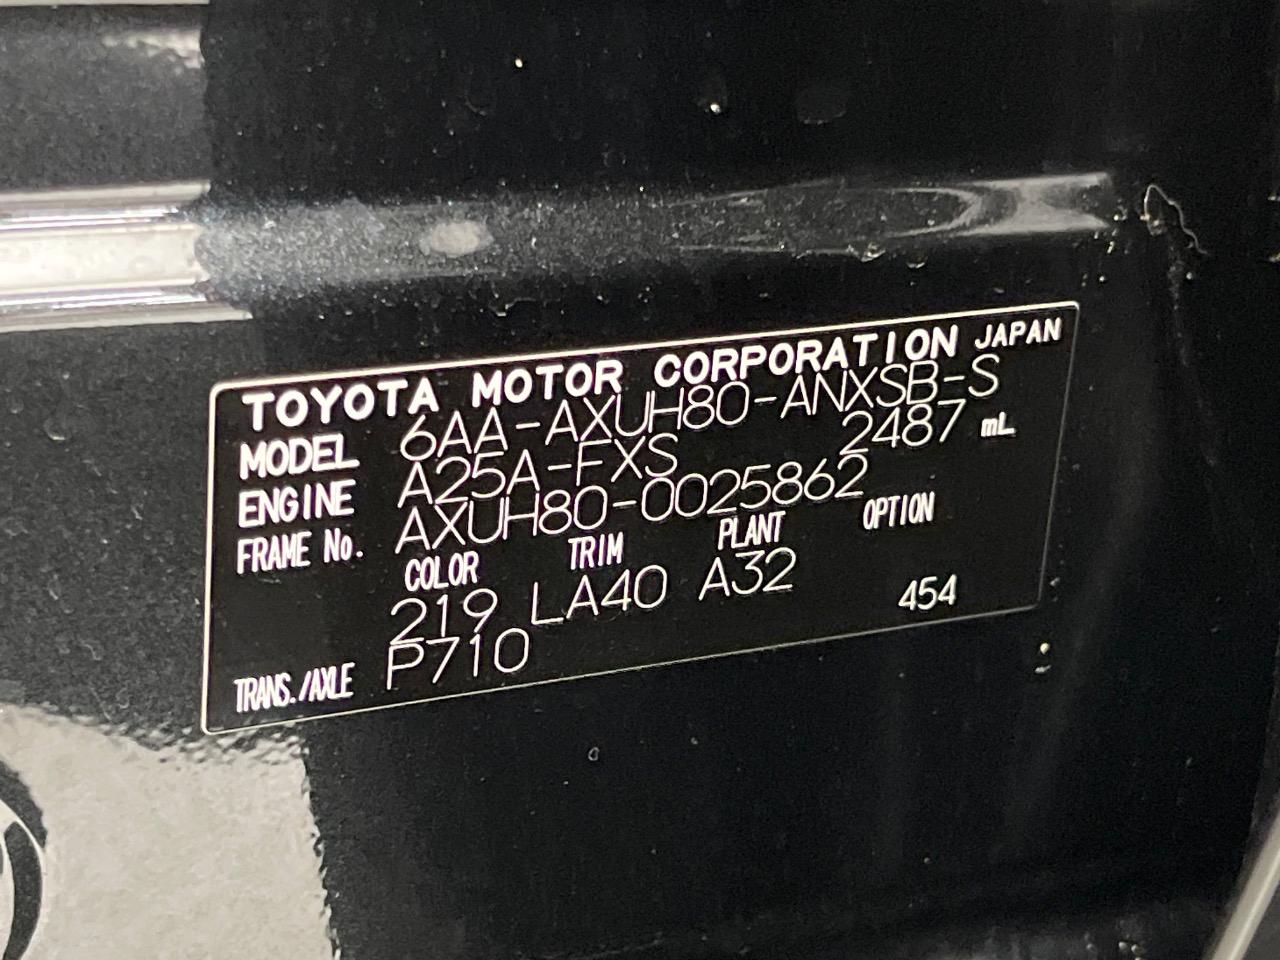 TOYOTA MOTOR CORPORATION JAPAN
MODEL 6AA-AXUH80-ANXSB-S
ENGINE A25A-FXS 2487 mL
FRAME No. AXUH80-0025862
COLOR TRIM PLANT OPTION
219 LA40 A32 454
TRANS./AXLE P710